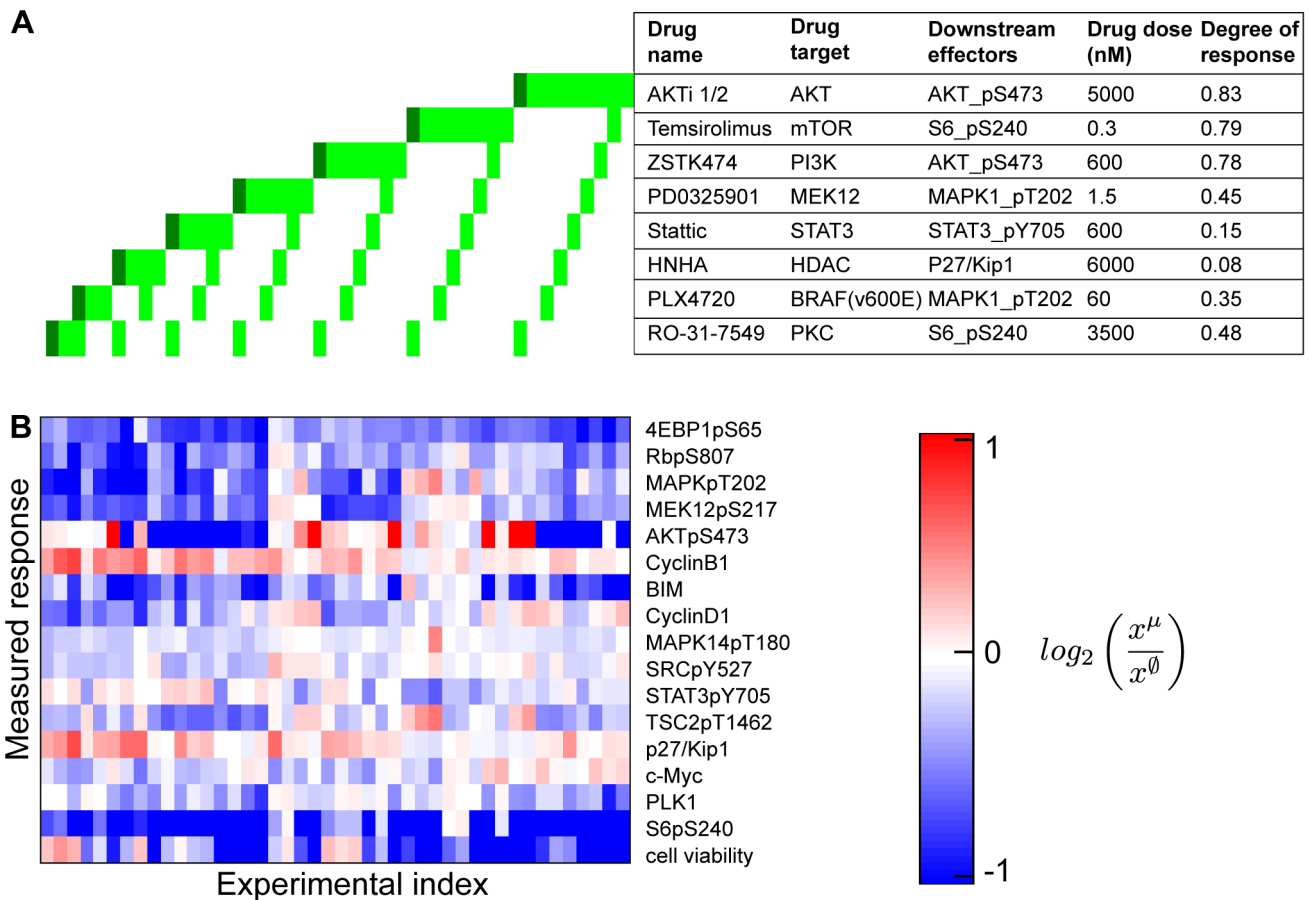 A
Drug name Drug target Downstream effectors Drug dose (nM) Degree of response
AKTi 1/2 AKT AKT_pS473 5000 0.83
Temsirolimus mTOR S6_pS240 0.3 0.79
ZSTK474 PI3K AKT_pS473 600 0.78
PD0325901 MEK12 MAPK1_pT202 1.5 0.45
Stattic STAT3 STAT3_pY705 600 0.15
HNHA HDAC P27/Kip1 6000 0.08
PLX4720 BRAF(v600E) MAPK1_pT202 60 0.35
RO-31-7549 PKC S6_pS240 3500 0.48
B
Measured response
4EBP1pS65
RbpS807
MAPKpT202
MEK12pS217
AKTpS473
CyclinB1
BIM
CyclinD1
MAPK14pT180
SRCpY527
STAT3pY705
TSC2pT1462
p27/Kip1
c-Myc
PLK1
S6pS240
cell viability
Experimental index
1
0
-1
log₂(x^μ/x^∅)